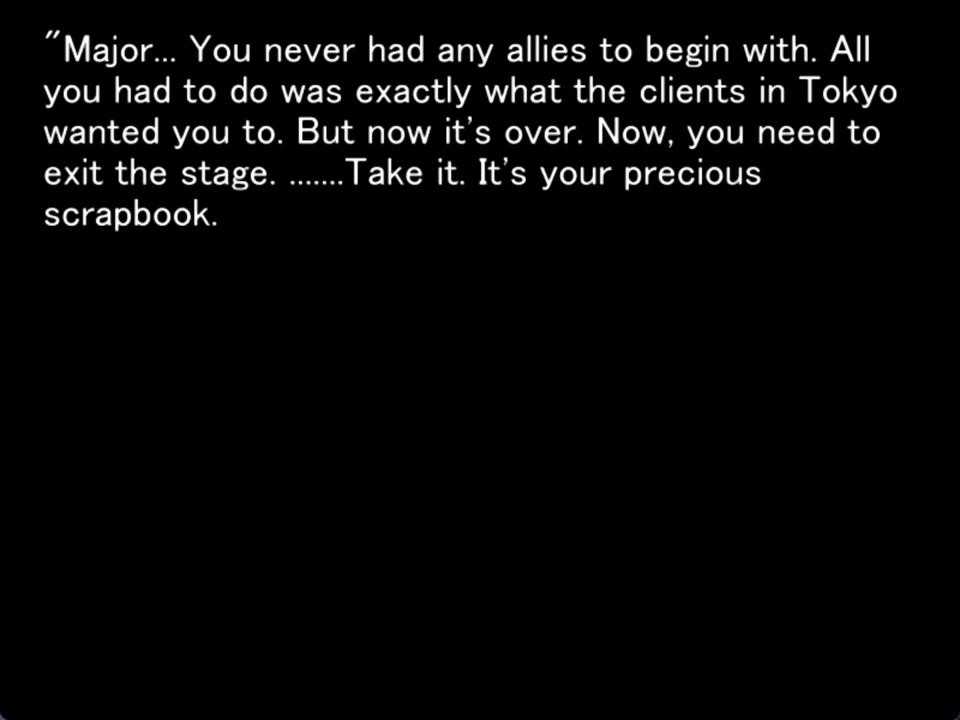 "Major... You never had any allies to begin with. All
you had to do was exactly what the clients in Tokyo
wanted you to. But now it's over. Now, you need to
exit the stage. .......Take it. It's your precious
scrapbook.